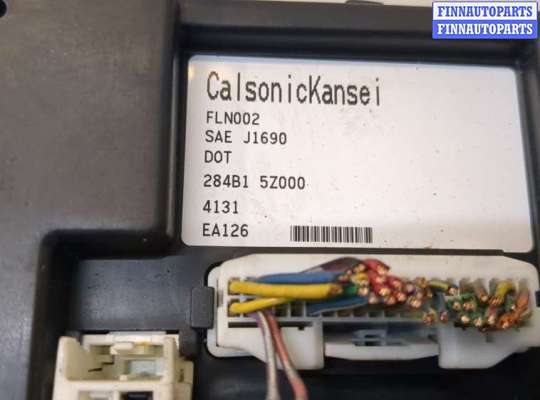 FINNAUTOPARTS
FINNAUTOPARTS
CalsonicKansei
FLN002
SAE J1690
DOT
284B1 5Z000
4131
EA126